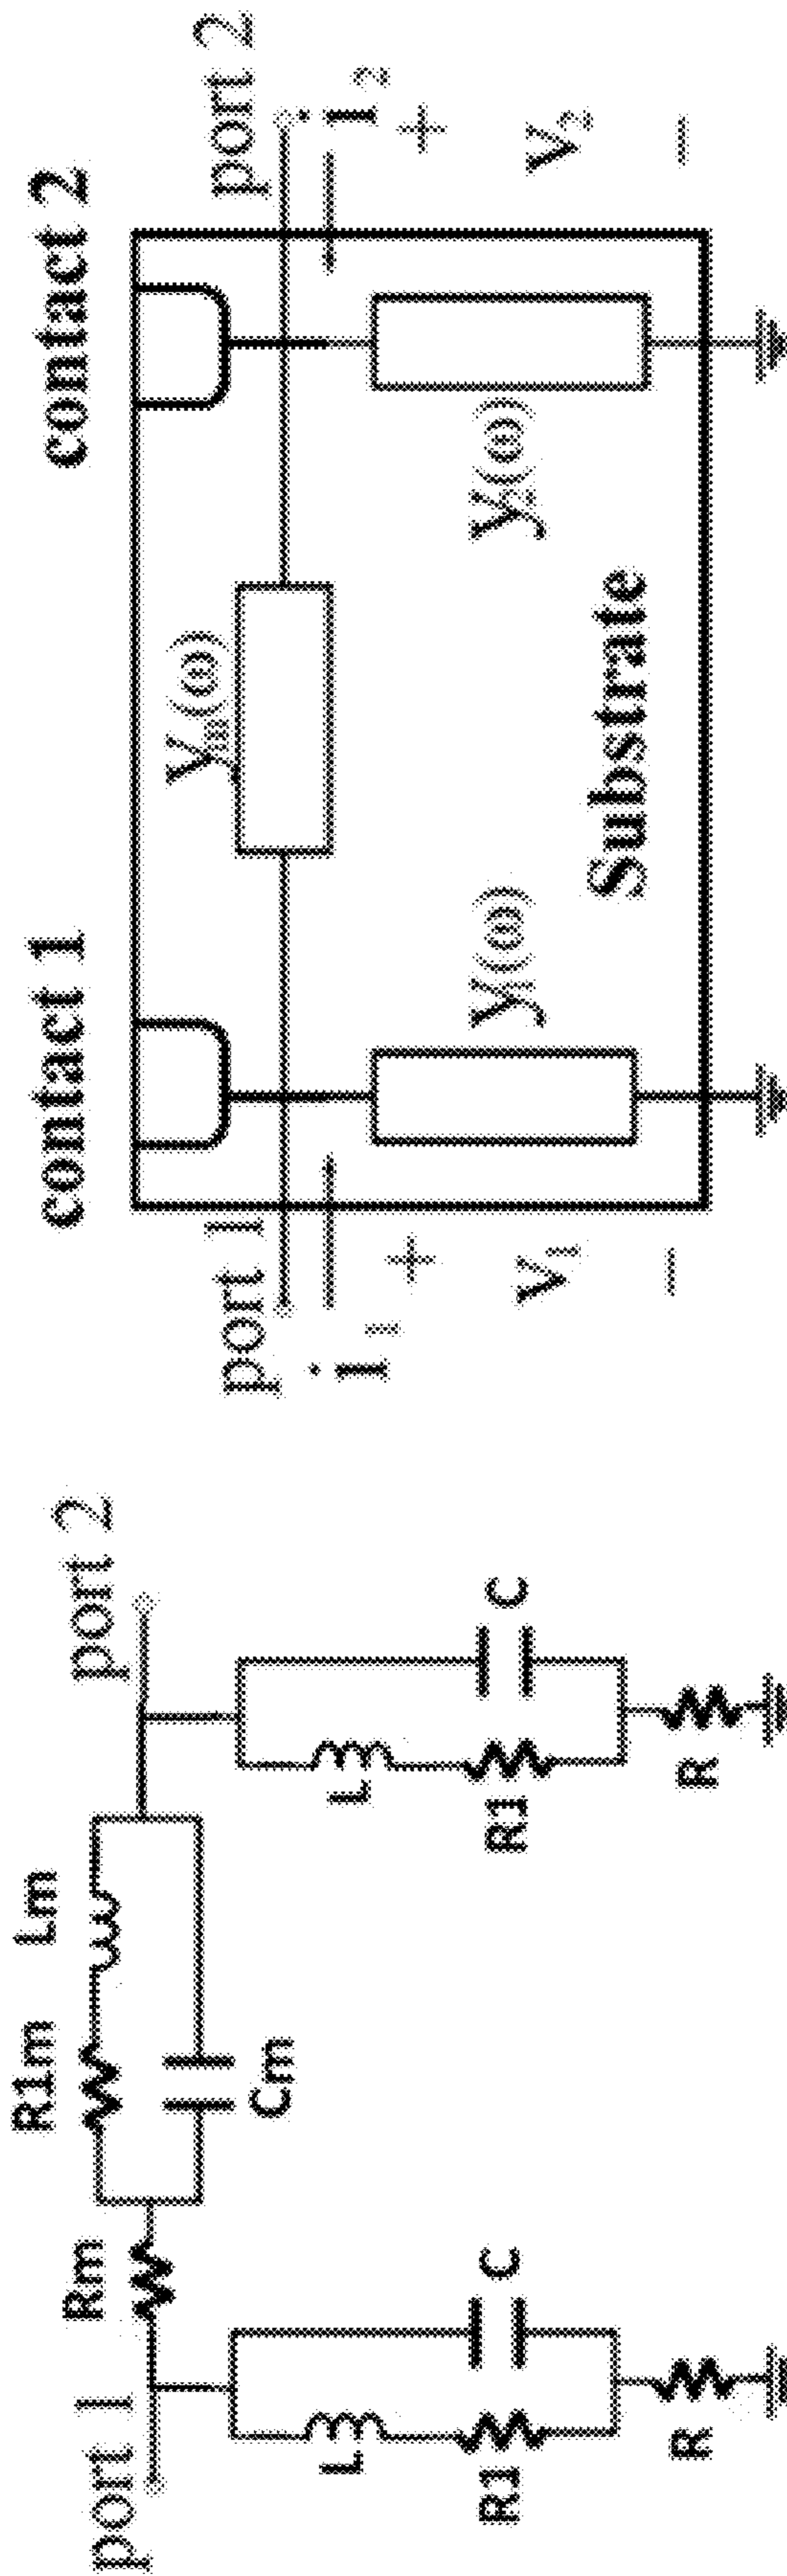 port 1
Rm
R1m
Lm
Cm
port 2
L
R1
C
R
L
R1
C
R
contact 1
contact 2
port 1
i1
+
V1
−
Ym(ω)
port 2
i2
+
V2
−
y1(ω)
y2(ω)
Substrate